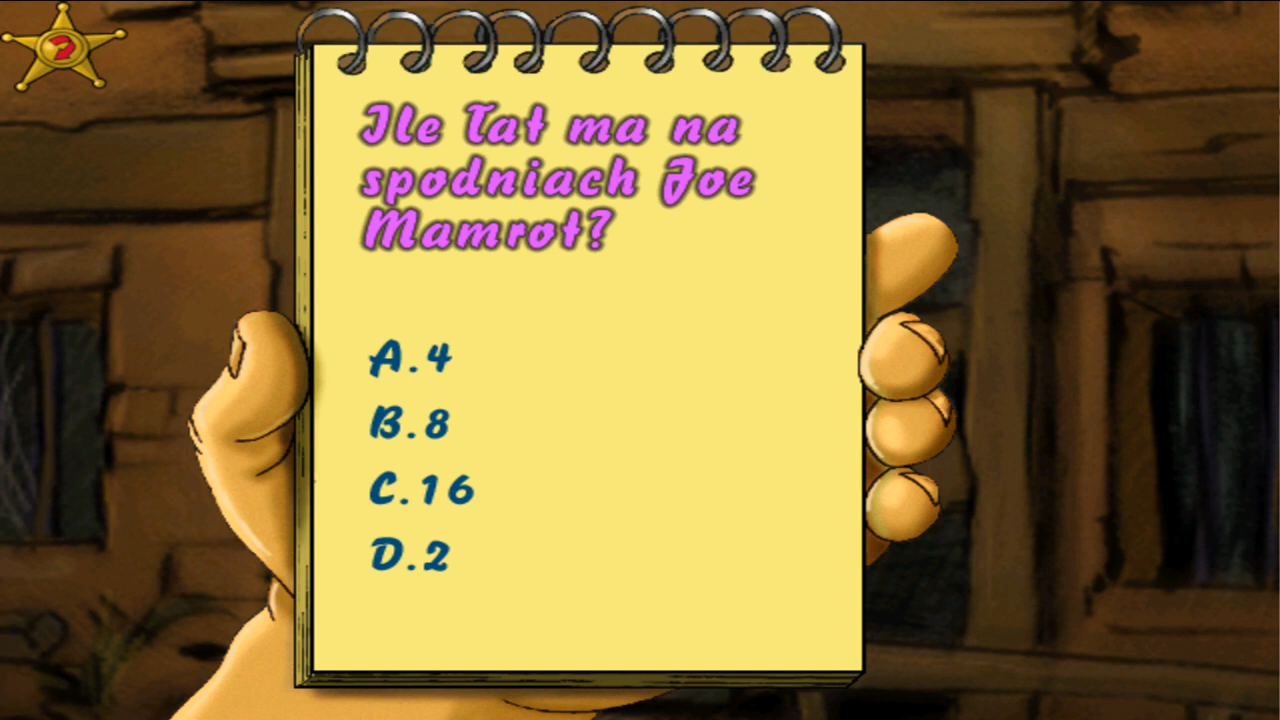 Ile Łat ma na
spodniach Joe
Mamrot?
A.4
B.8
C.16
D.2
?